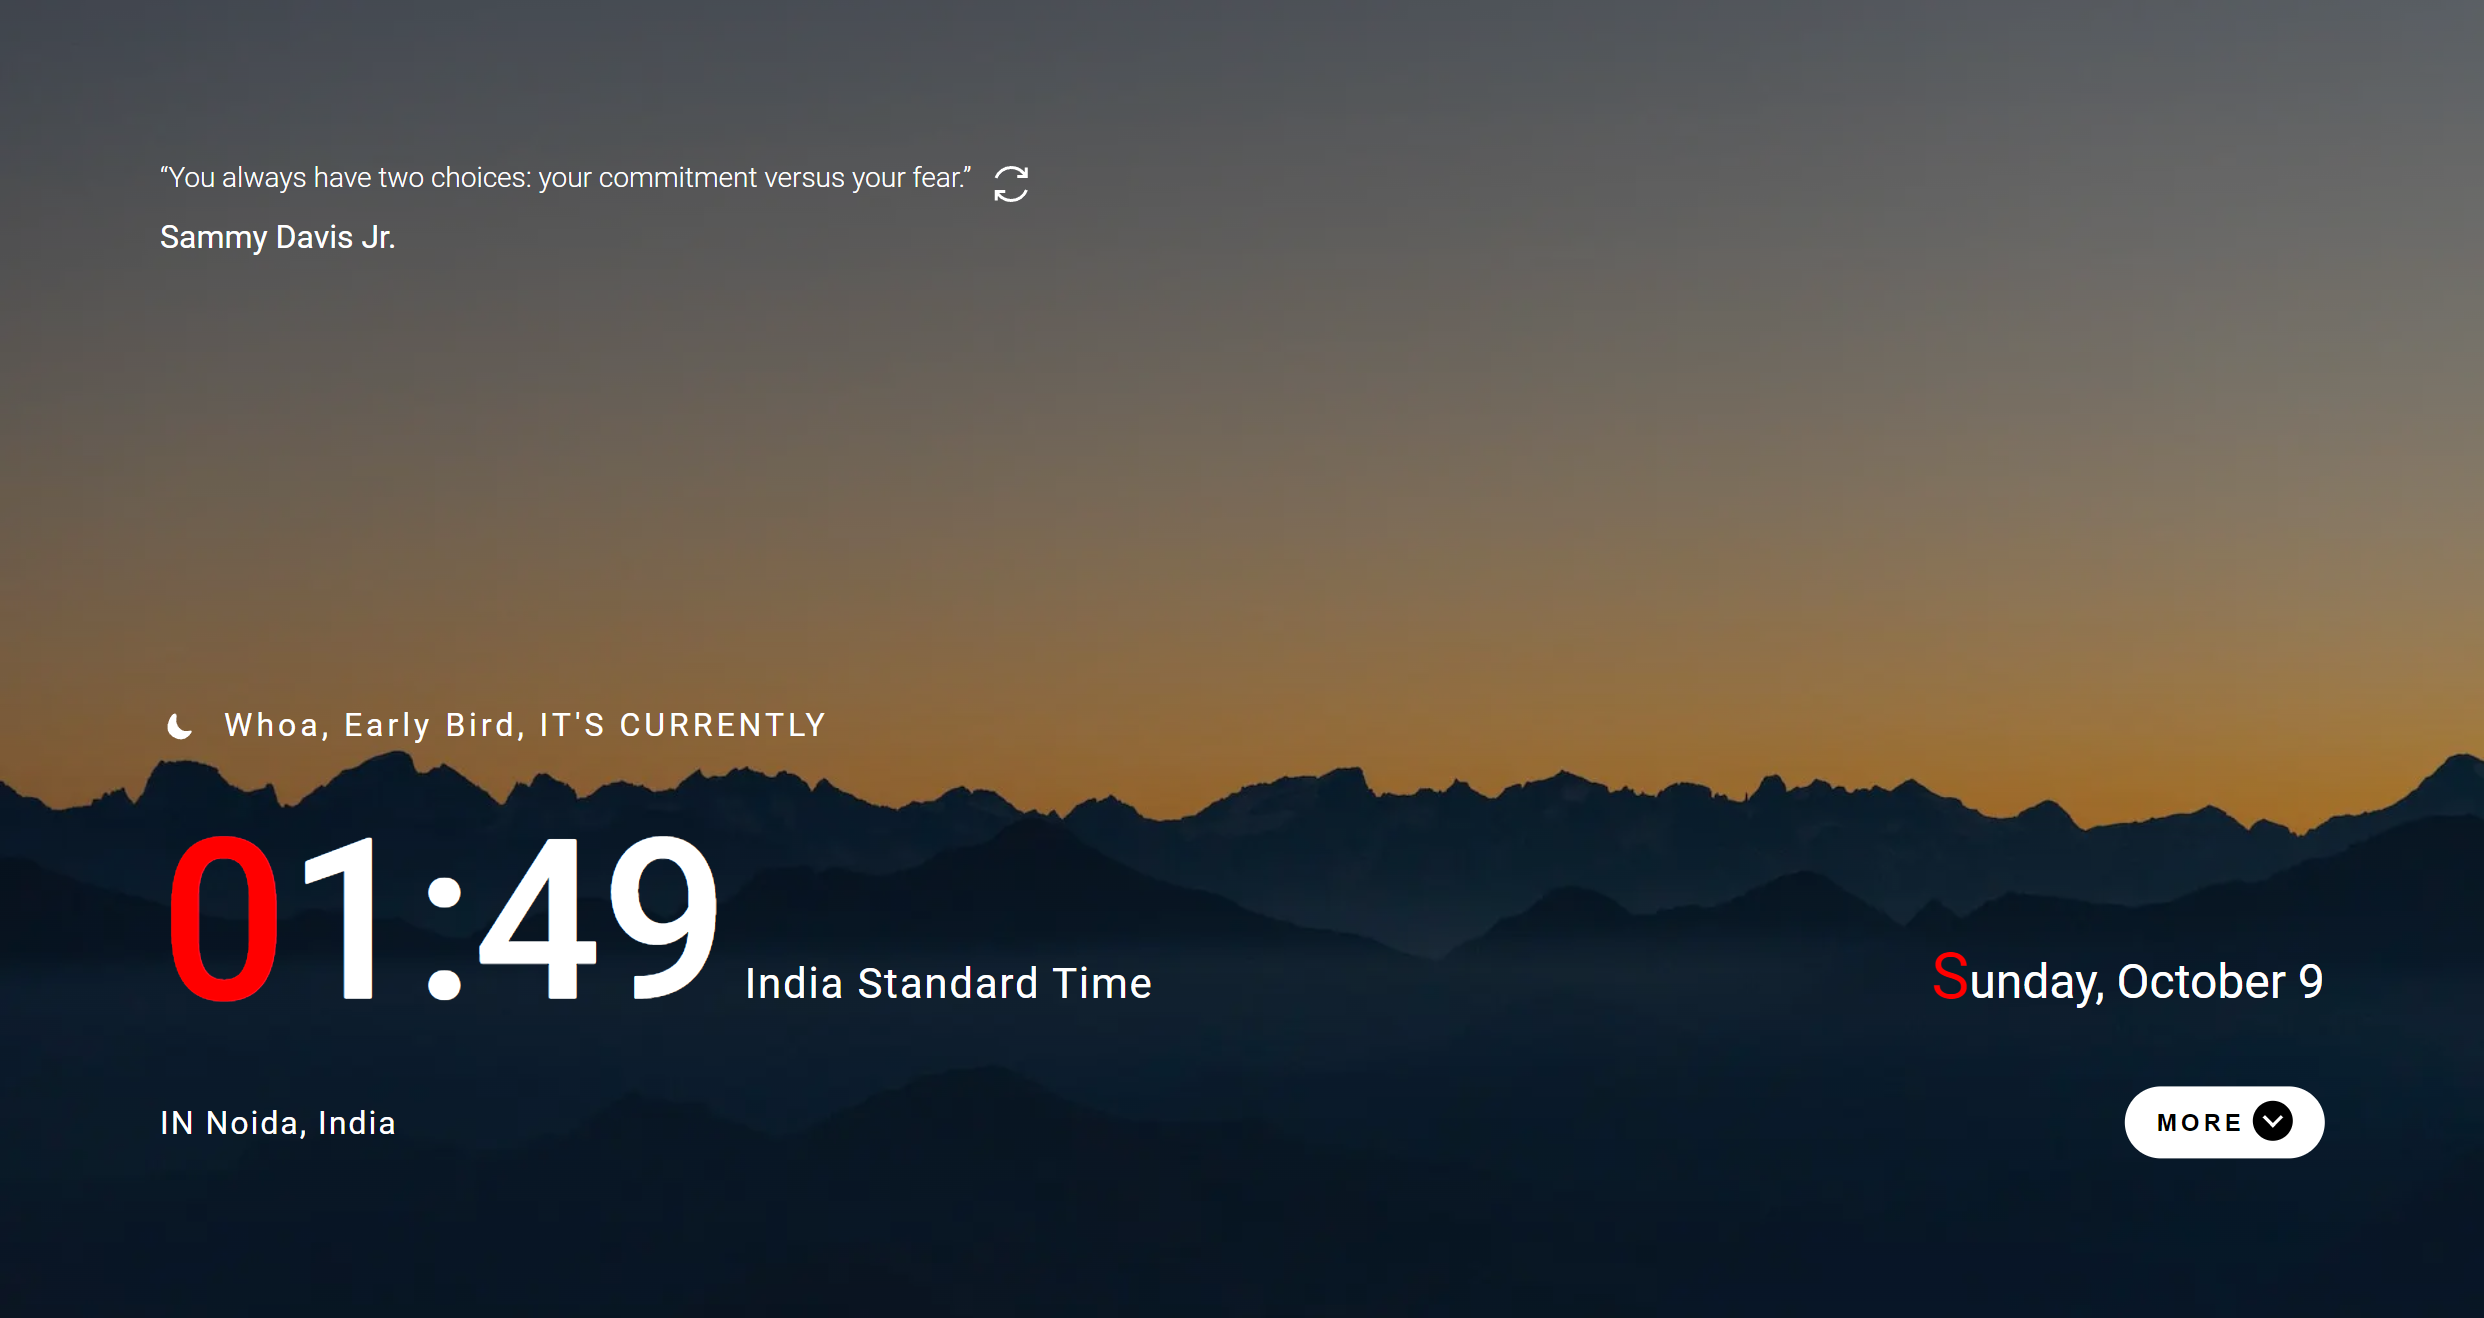 “You always have two choices: your commitment versus your fear.”
Sammy Davis Jr.
Whoa, Early Bird, IT'S CURRENTLY
01:49 India Standard Time
Sunday, October 9
IN Noida, India
MORE